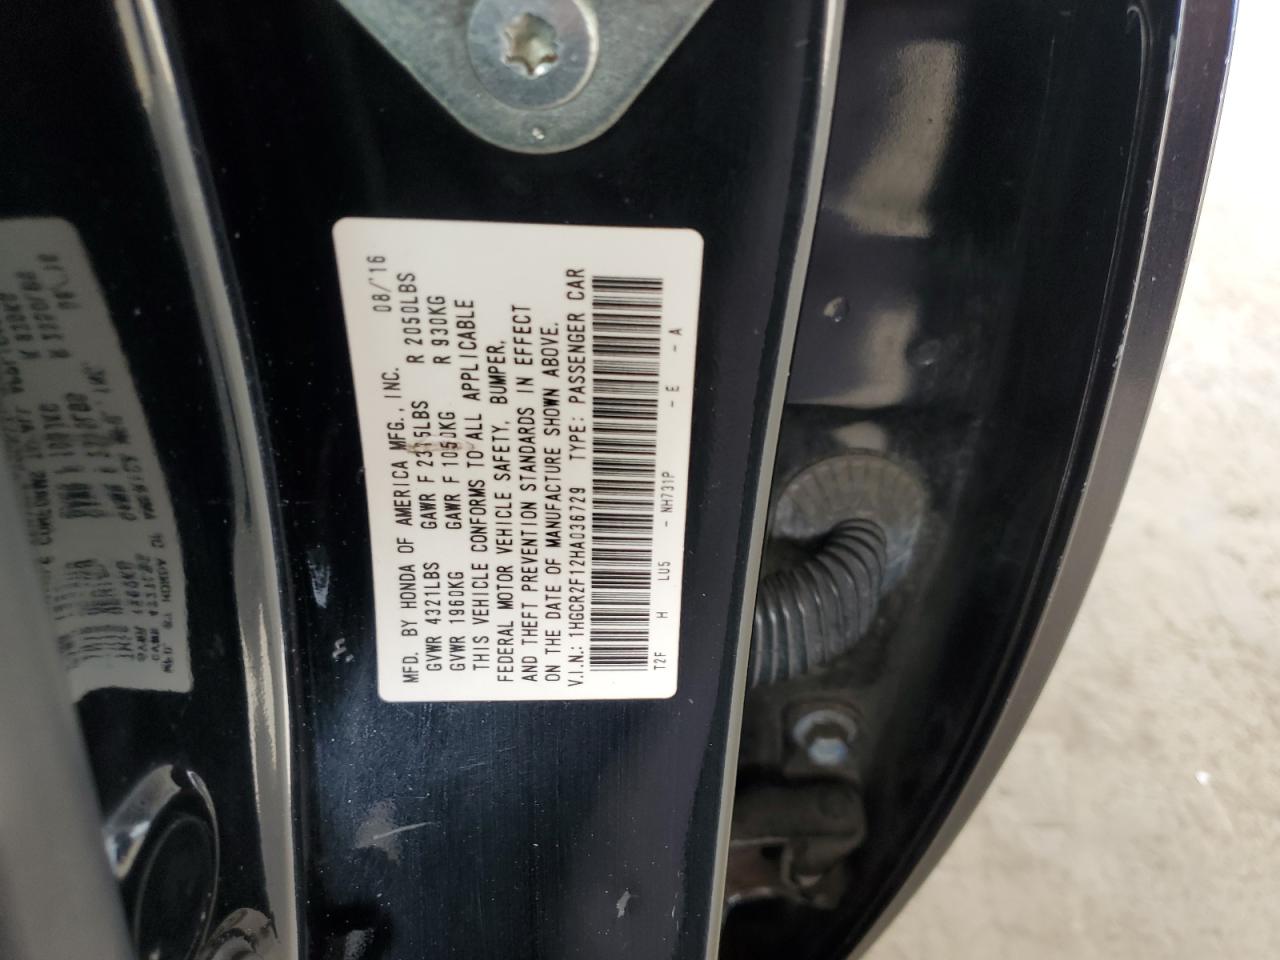 MFD. BY HONDA OF AMERICA MFG., INC. 08/'16
GVWR 4321LBS GAWR F 2315LBS R 2050LBS
GVWR 1960KG GAWR F 1050KG R 930KG
THIS VEHICLE CONFORMS TO ALL APPLICABLE
FEDERAL MOTOR VEHICLE SAFETY, BUMPER,
AND THEFT PREVENTION STANDARDS IN EFFECT
ON THE DATE OF MANUFACTURE SHOWN ABOVE.
V.I.N.: 1HGCR2F12HA036729 TYPE: PASSENGER CAR
T2F H LU5 - NH731P - E - A